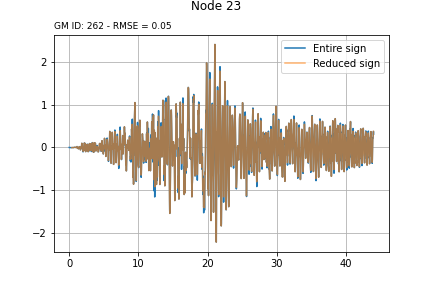 Node 23
GM ID: 262 - RMSE = 0.05
Entire sign
Reduced sign
2
1
0
−1
−2
0 10 20 30 40